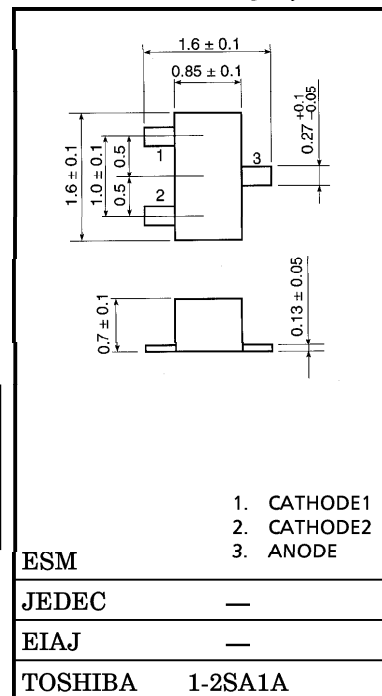 1.6 ± 0.1
0.85 ± 0.1
1.6 ± 0.1
1.0 ± 0.1
0.5
0.5
1
2
3
0.27 +0.1 -0.05
0.7 ± 0.1
0.13 ± 0.05
1. CATHODE1
2. CATHODE2
3. ANODE
ESM
JEDEC —
EIAJ —
TOSHIBA 1-2SA1A